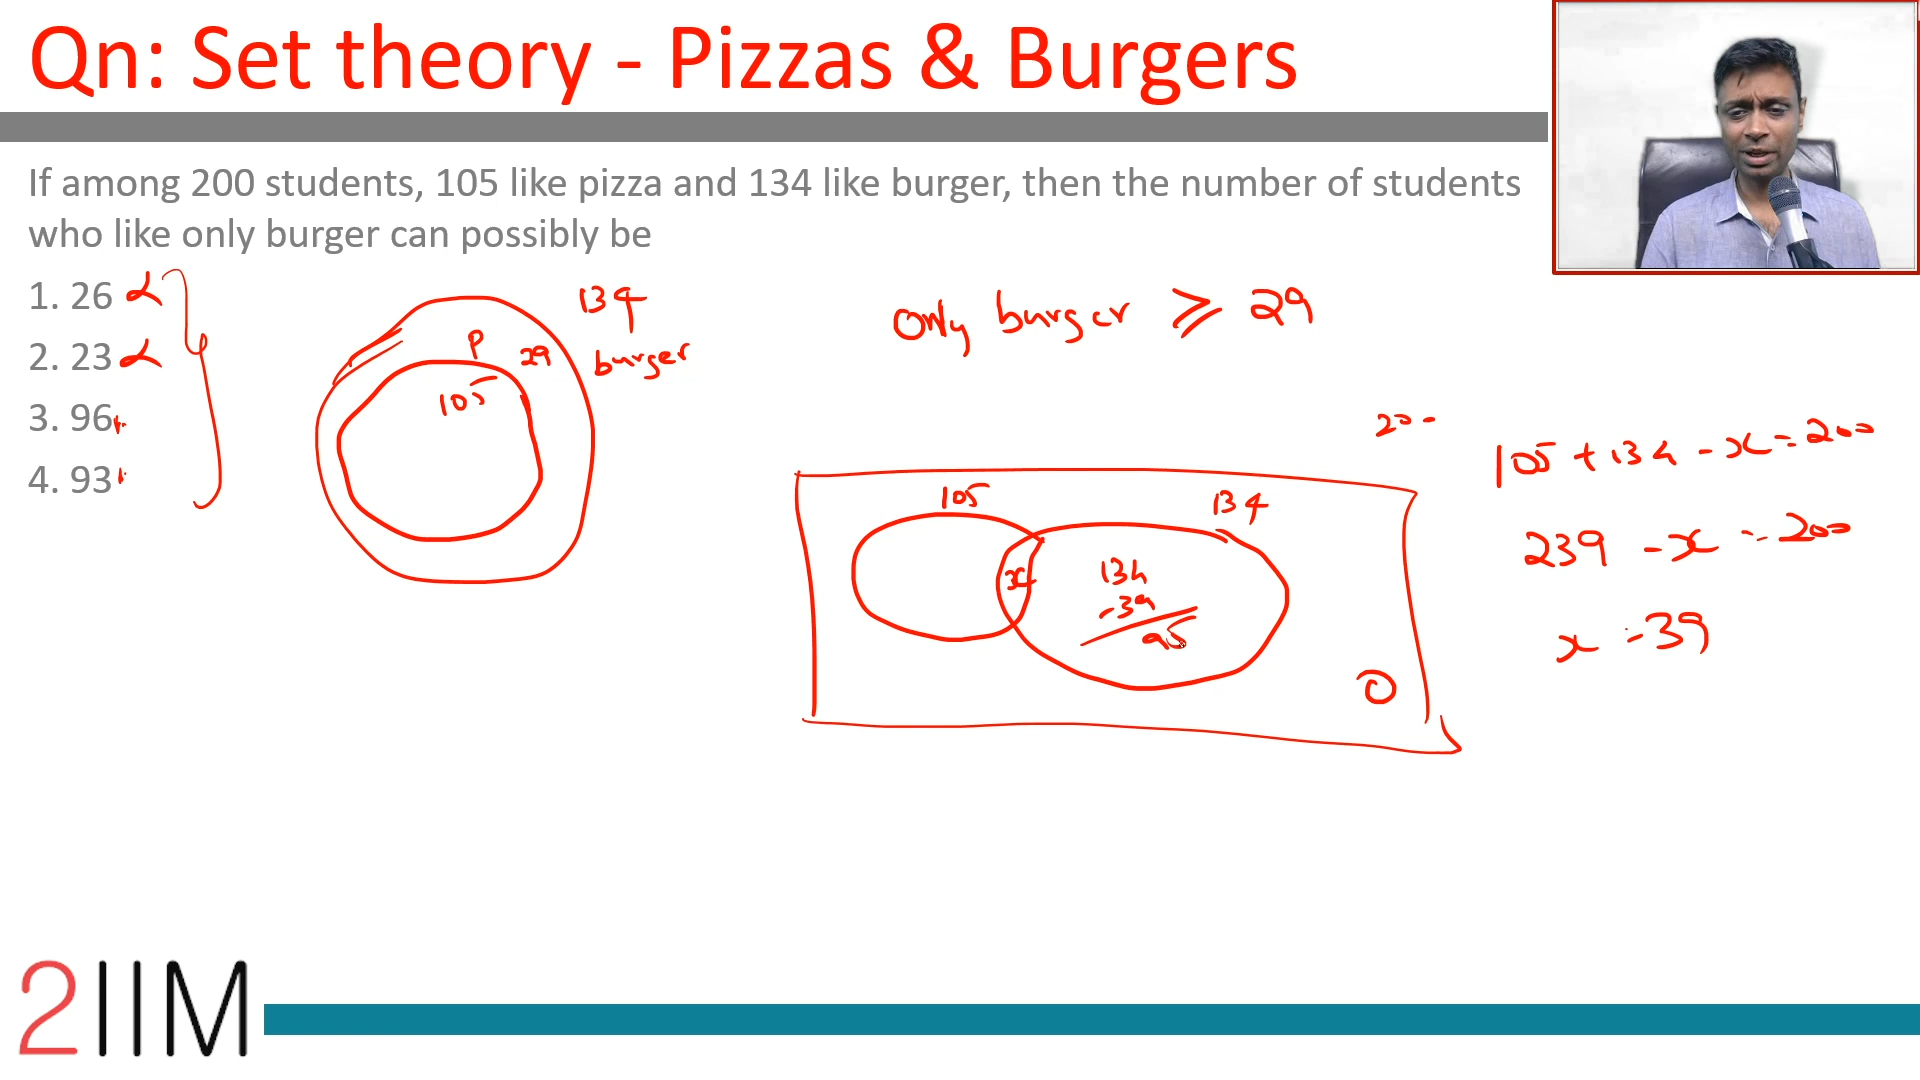 Qn: Set theory - Pizzas & Burgers
If among 200 students, 105 like pizza and 134 like burger, then the number of students
who like only burger can possibly be
1. 26
2. 23
3. 96
4. 93
134
burger
P
29
105
only burger ⩾ 29
200
105 + 134 - x = 200
239 - x = 200
x = 39
105
134
x
134
-39
95
0
2IIM